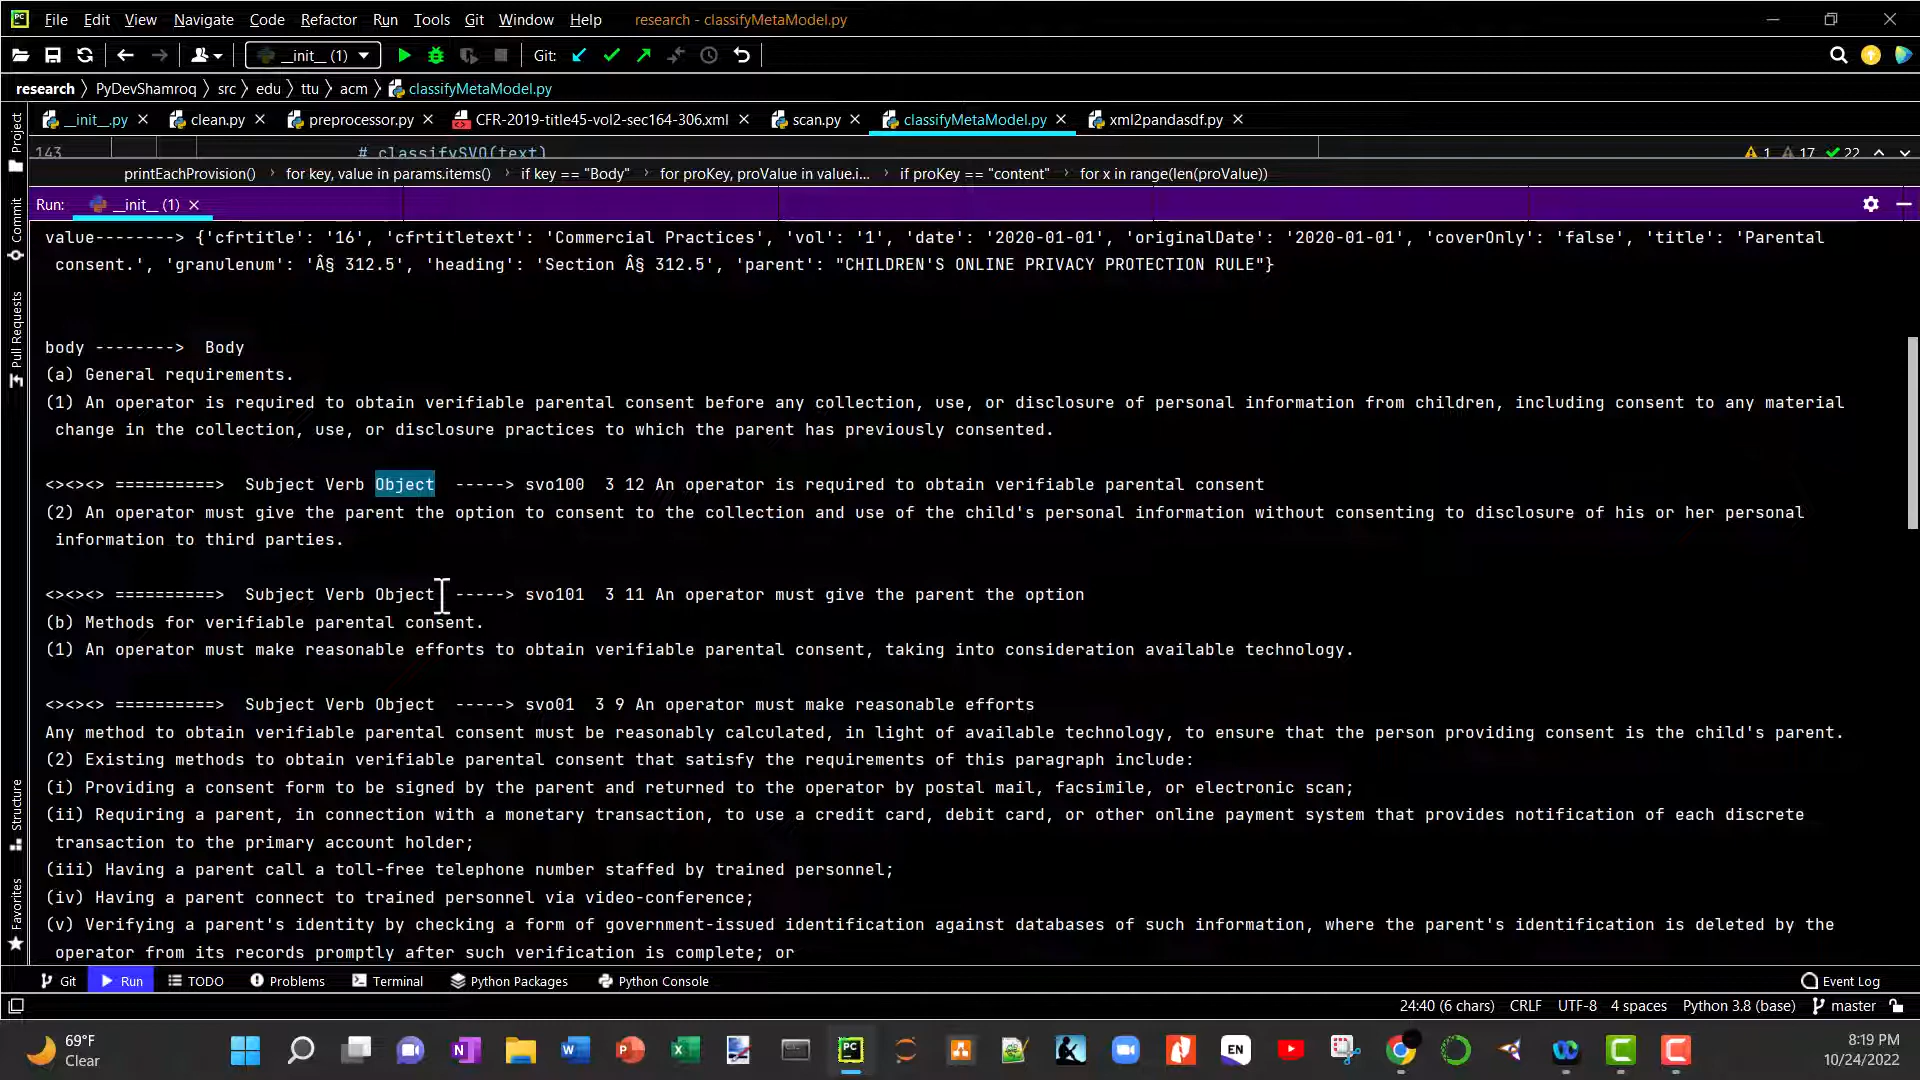 File Edit View Navigate Code Refactor Run Tools Git Window Help research - classifyMetaModel.py
__init__ (1) Git:
research PyDevShamroq src edu ttu acm classifyMetaModel.py
__init__.py clean.py preprocessor.py CFR-2019-title45-vol2-sec164-306.xml scan.py classifyMetaModel.py xml2pandasdf.py
143 # classifySVO(text) 1 17 22
printEachProvision() for key, value in params.items() if key == "Body" for proKey, proValue in value.i... if proKey == "content" for x in range(len(proValue))
Run: __init__ (1)
value--------> {'cfrtitle': '16', 'cfrtitletext': 'Commercial Practices', 'vol': '1', 'date': '2020-01-01', 'originalDate': '2020-01-01', 'coverOnly': 'false', 'title': 'Parental
consent.', 'granulenum': 'Â§ 312.5', 'heading': 'Section Â§ 312.5', 'parent': "CHILDREN'S ONLINE PRIVACY PROTECTION RULE"}
body --------> Body
(a) General requirements.
(1) An operator is required to obtain verifiable parental consent before any collection, use, or disclosure of personal information from children, including consent to any material
change in the collection, use, or disclosure practices to which the parent has previously consented.
<><><> ==========> Subject Verb Object -----> svo100 3 12 An operator is required to obtain verifiable parental consent
(2) An operator must give the parent the option to consent to the collection and use of the child's personal information without consenting to disclosure of his or her personal
information to third parties.
<><><> ==========> Subject Verb Object -----> svo101 3 11 An operator must give the parent the option
(b) Methods for verifiable parental consent.
(1) An operator must make reasonable efforts to obtain verifiable parental consent, taking into consideration available technology.
<><><> ==========> Subject Verb Object -----> svo01 3 9 An operator must make reasonable efforts
Any method to obtain verifiable parental consent must be reasonably calculated, in light of available technology, to ensure that the person providing consent is the child's parent.
(2) Existing methods to obtain verifiable parental consent that satisfy the requirements of this paragraph include:
(i) Providing a consent form to be signed by the parent and returned to the operator by postal mail, facsimile, or electronic scan;
(ii) Requiring a parent, in connection with a monetary transaction, to use a credit card, debit card, or other online payment system that provides notification of each discrete
transaction to the primary account holder;
(iii) Having a parent call a toll-free telephone number staffed by trained personnel;
(iv) Having a parent connect to trained personnel via video-conference;
(v) Verifying a parent's identity by checking a form of government-issued identification against databases of such information, where the parent's identification is deleted by the
operator from its records promptly after such verification is complete; or
Project
Commit
Pull Requests
Structure
Favorites
Git Run TODO Problems Terminal Python Packages Python Console Event Log
24:40 (6 chars) CRLF UTF-8 4 spaces Python 3.8 (base) master
69°F
Clear
EN
8:19 PM
10/24/2022